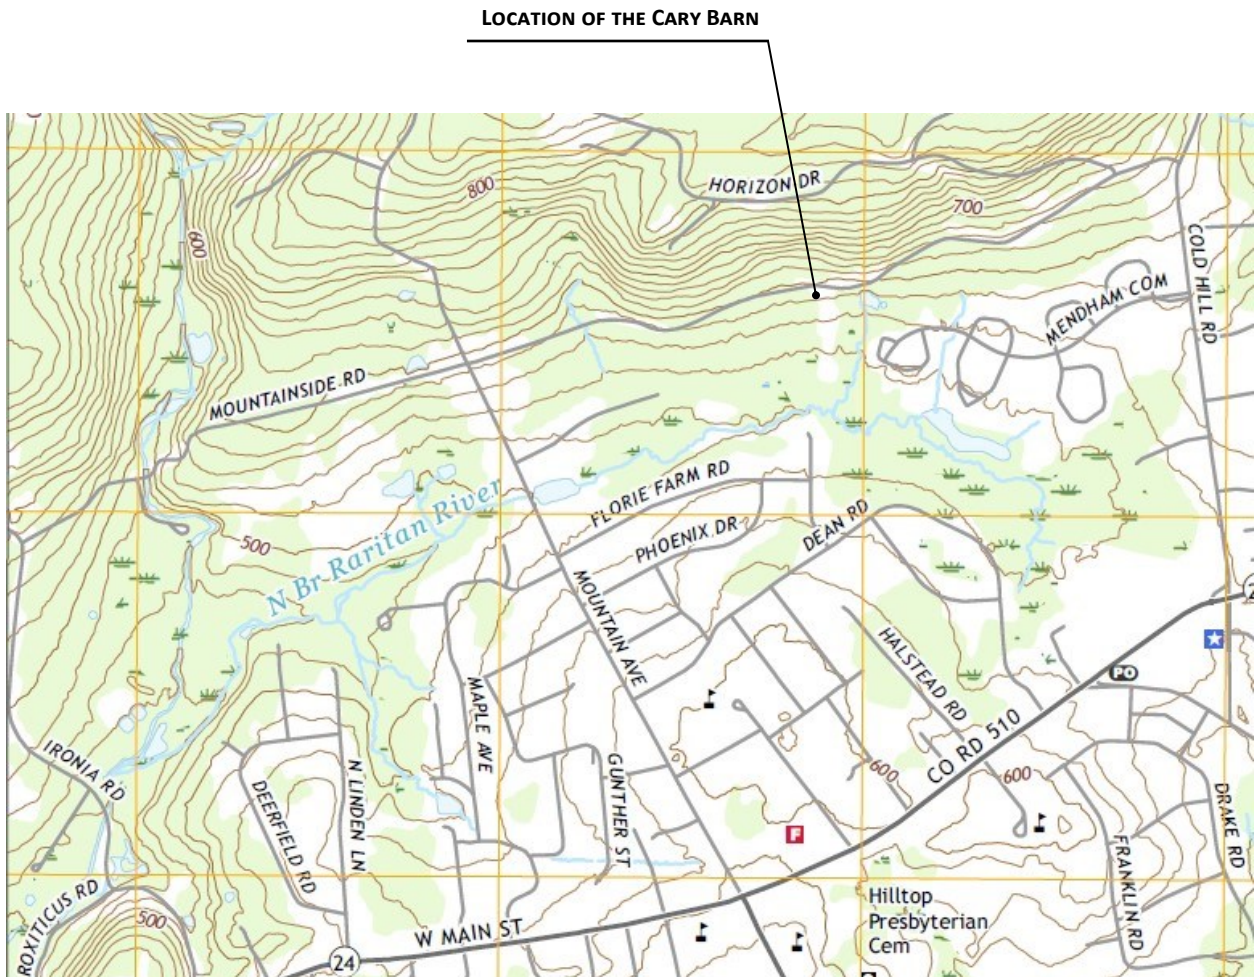 LOCATION OF THE CARY BARN
HORIZON DR
800
700
600
COLD HILL RD
MENDHAM COM
MOUNTAINSIDE RD
FLORIE FARM RD
N Br Raritan River
PHOENIX DR
DEAN RD
500
MOUNTAIN AVE
2
HALSTEAD RD
PO
MAPLE AVE
IRONIA RD
N LINDEN LN
GUNTHER ST
CO RD 510
600
600
DEERFIELD RD
DRAKE RD
F
FRANKLIN RD
ROXITICUS RD
500
Hilltop
Presbyterian
Cem
W MAIN ST
24